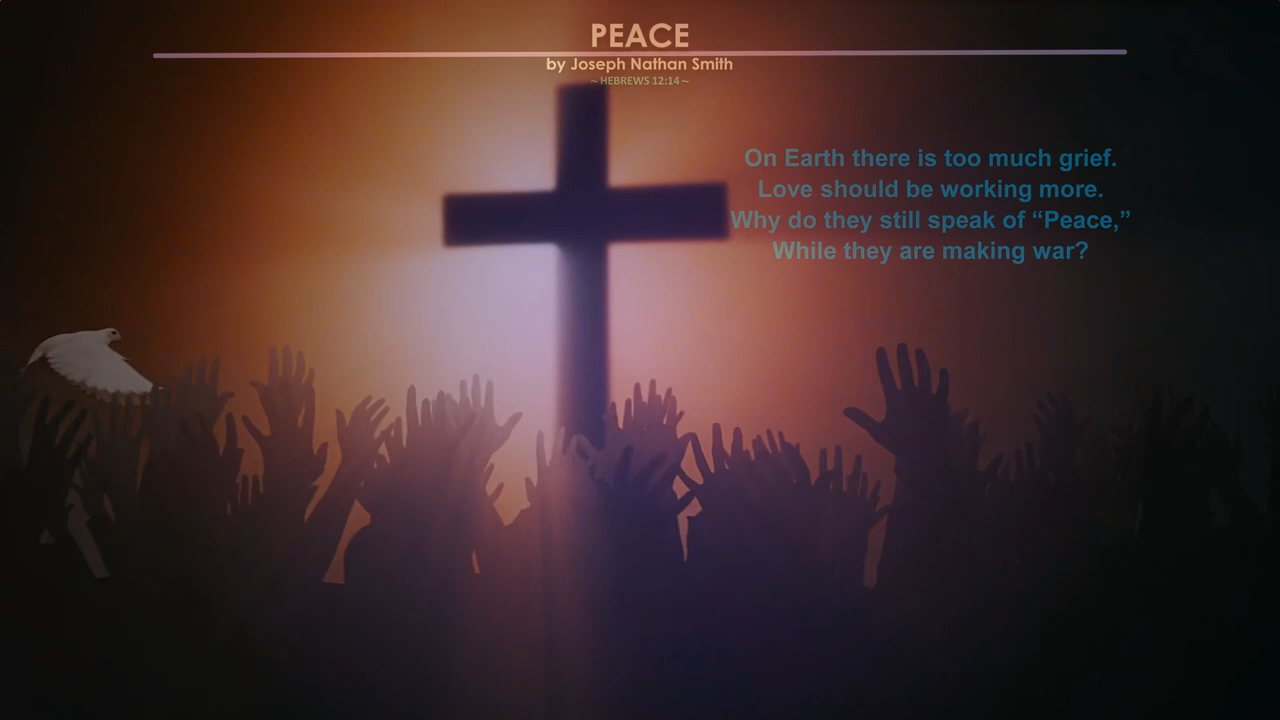 PEACE
by Joseph Nathan Smith
~ HEBREWS 12:14 ~
On Earth there is too much grief.
Love should be working more.
Why do they still speak of “Peace,”
While they are making war?